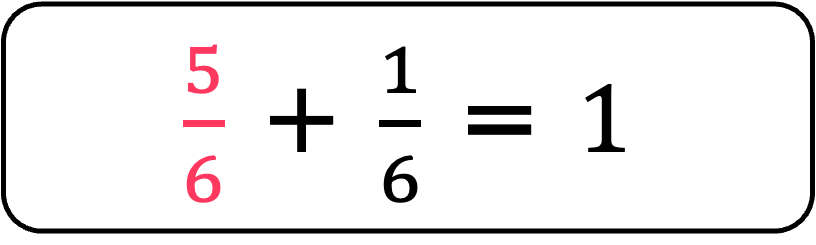 5/6 + 1/6 = 1